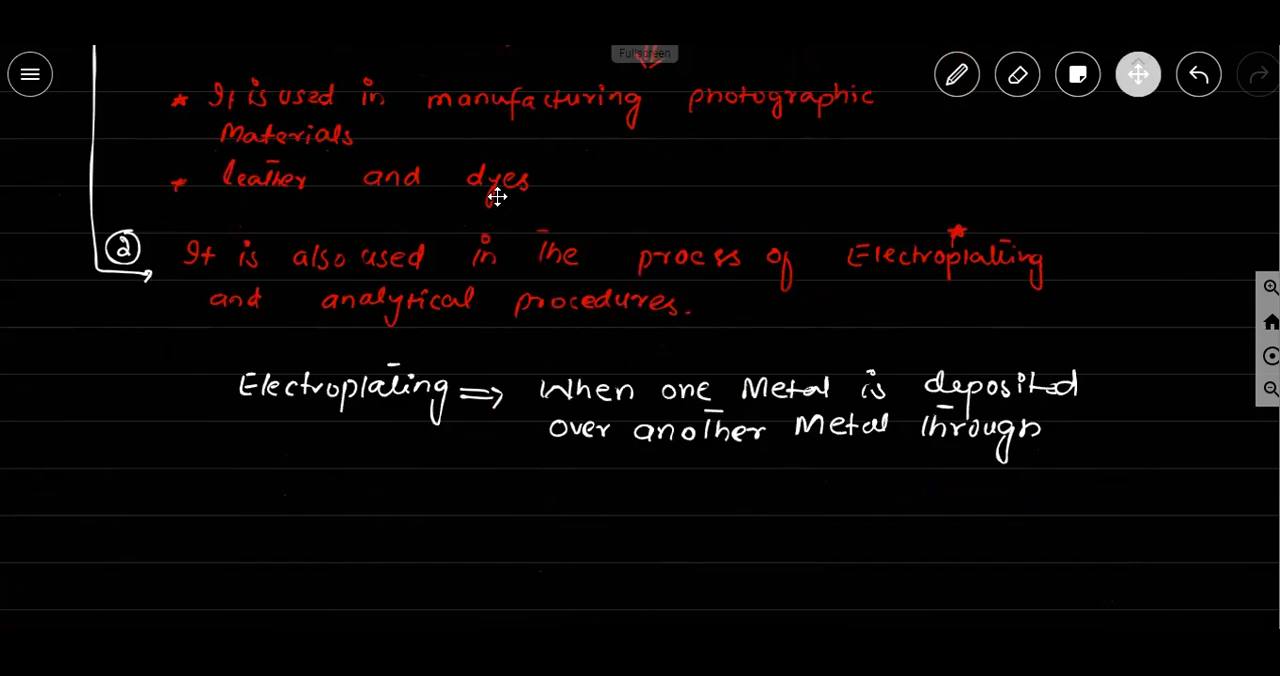 Fullscreen
* It is used in manufacturing photographic
Materials
* leather and dyes
② It is also used in the process of Electroplating
and analytical procedures.
Electroplating ⇒ When one Metal is deposited
over another Metal through